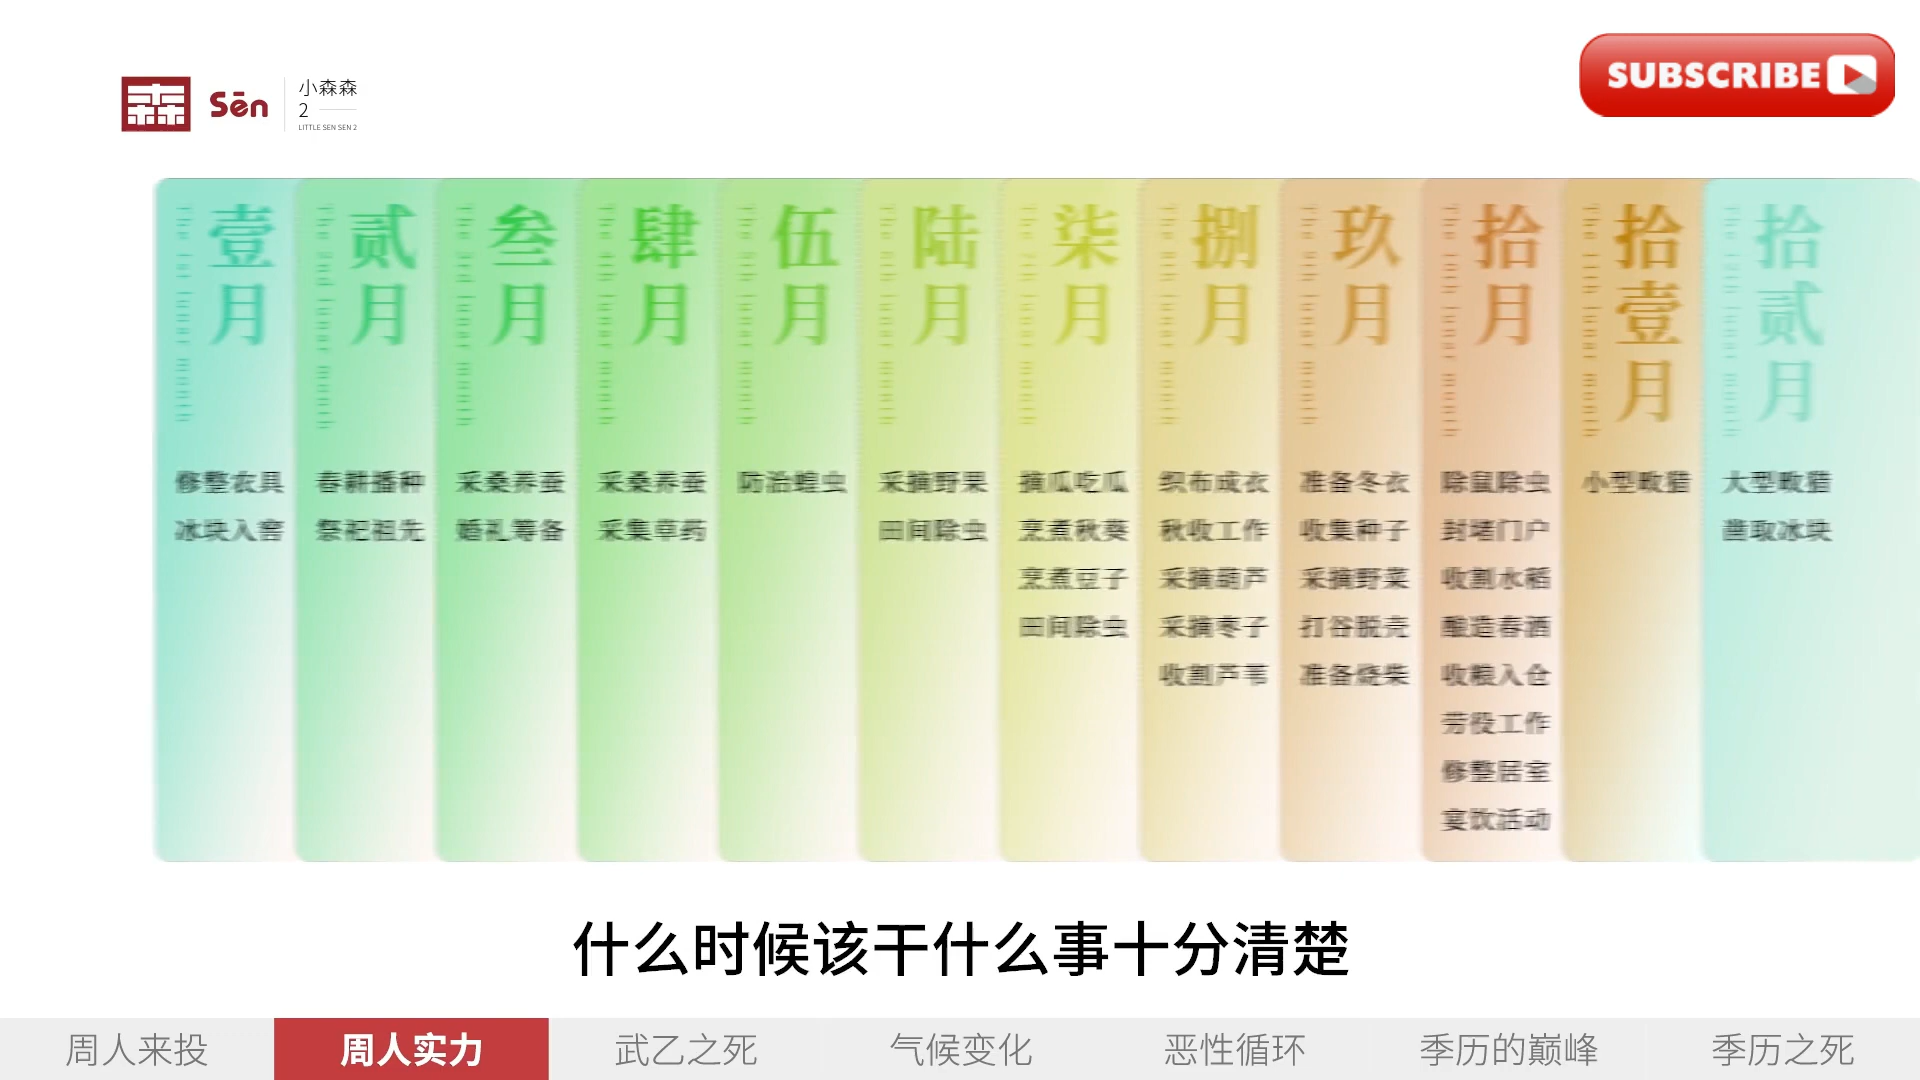 Sēn
小森森
2
LITTLE SEN SEN 2
SUBSCRIBE
壹月
修整农具
冰块入窖
贰月
春耕播种
祭祀祖先
叁月
采桑养蚕
婚礼筹备
肆月
采桑养蚕
采集草药
伍月
防治蝗虫
陆月
采摘野果
田间除虫
柒月
摘瓜吃瓜
烹煮秋葵
烹煮豆子
田间除虫
捌月
织布成衣
秋收工作
采摘葫芦
采摘枣子
收割芦苇
玖月
准备冬衣
收集种子
采摘野菜
打谷脱壳
准备烧柴
拾月
除鼠除虫
封堵门户
收割水稻
酿造春酒
收粮入仓
劳役工作
修整居室
宴饮活动
拾壹月
小型畋猎
拾贰月
大型畋猎
凿取冰块
什么时候该干什么事十分清楚
周人来投
周人实力
武乙之死
气候变化
恶性循环
季历的巅峰
季历之死